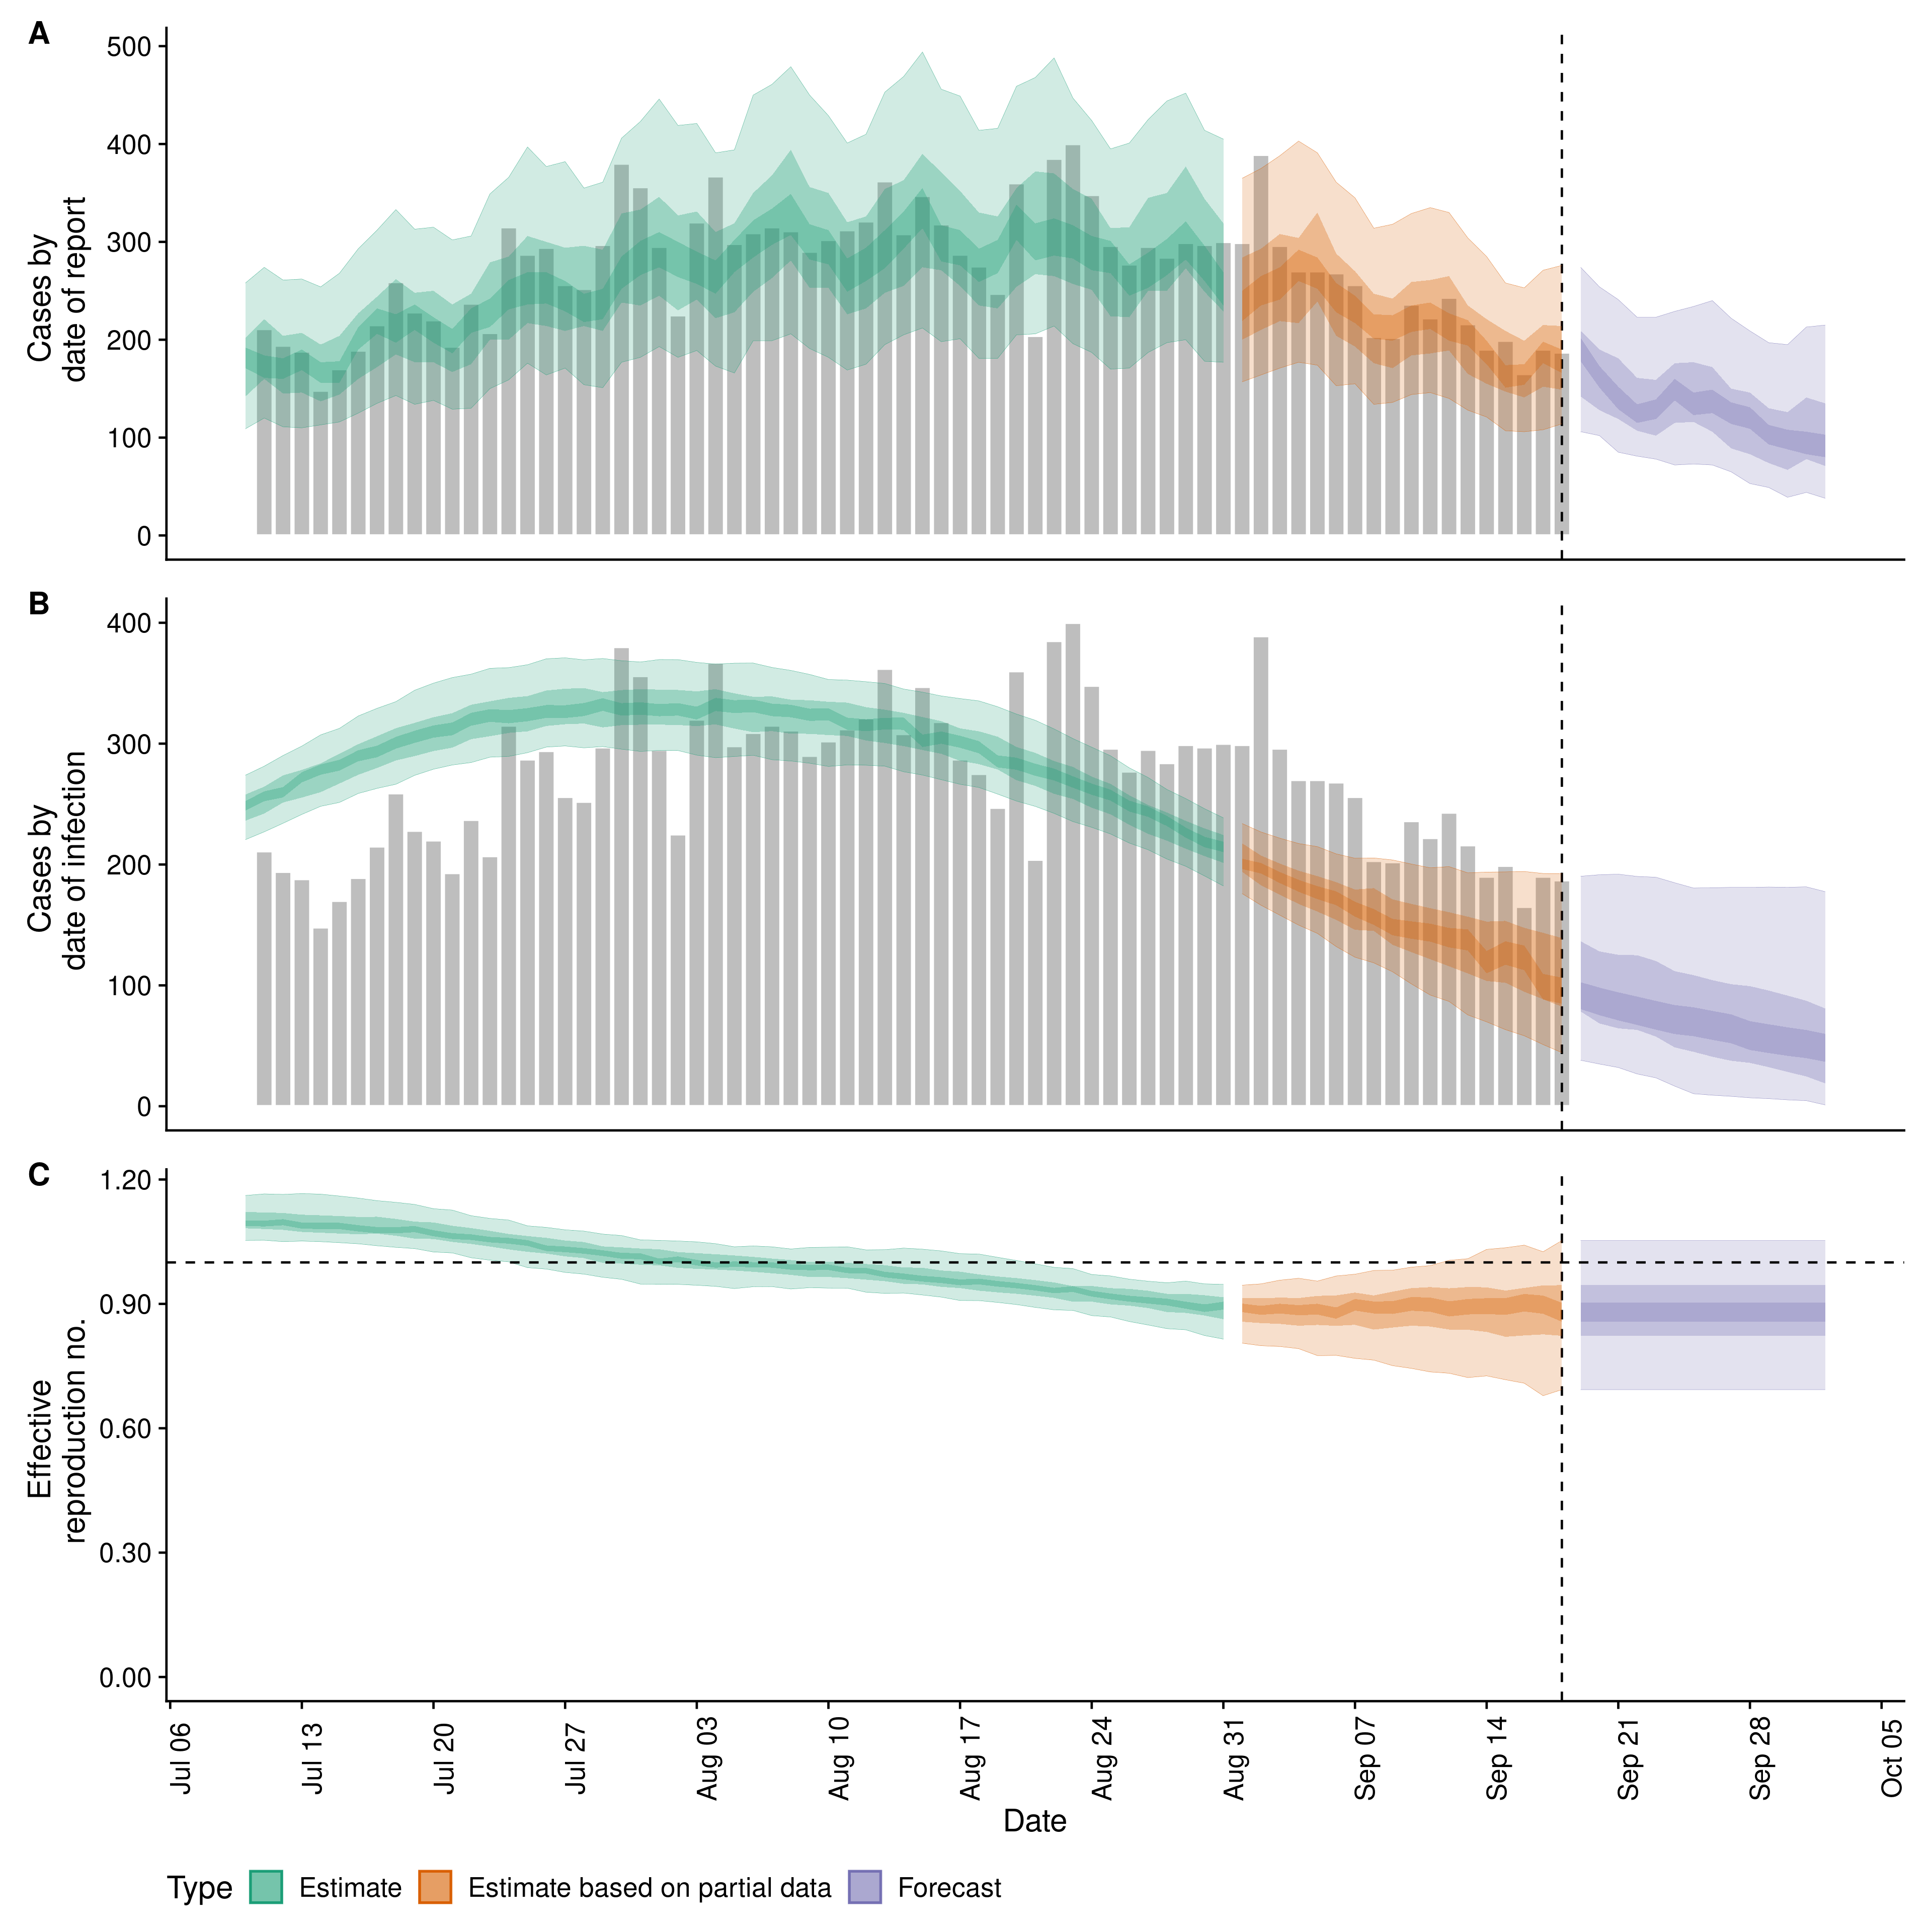 A
500
400
300
200
100
0
Cases by
date of report
B
400
300
200
100
0
Cases by
date of infection
C
1.20
0.90
0.60
0.30
0.00
Effective
reproduction no.
Jul 06
Jul 13
Jul 20
Jul 27
Aug 03
Aug 10
Aug 17
Aug 24
Aug 31
Sep 07
Sep 14
Sep 21
Sep 28
Oct 05
Date
Type Estimate Estimate based on partial data Forecast